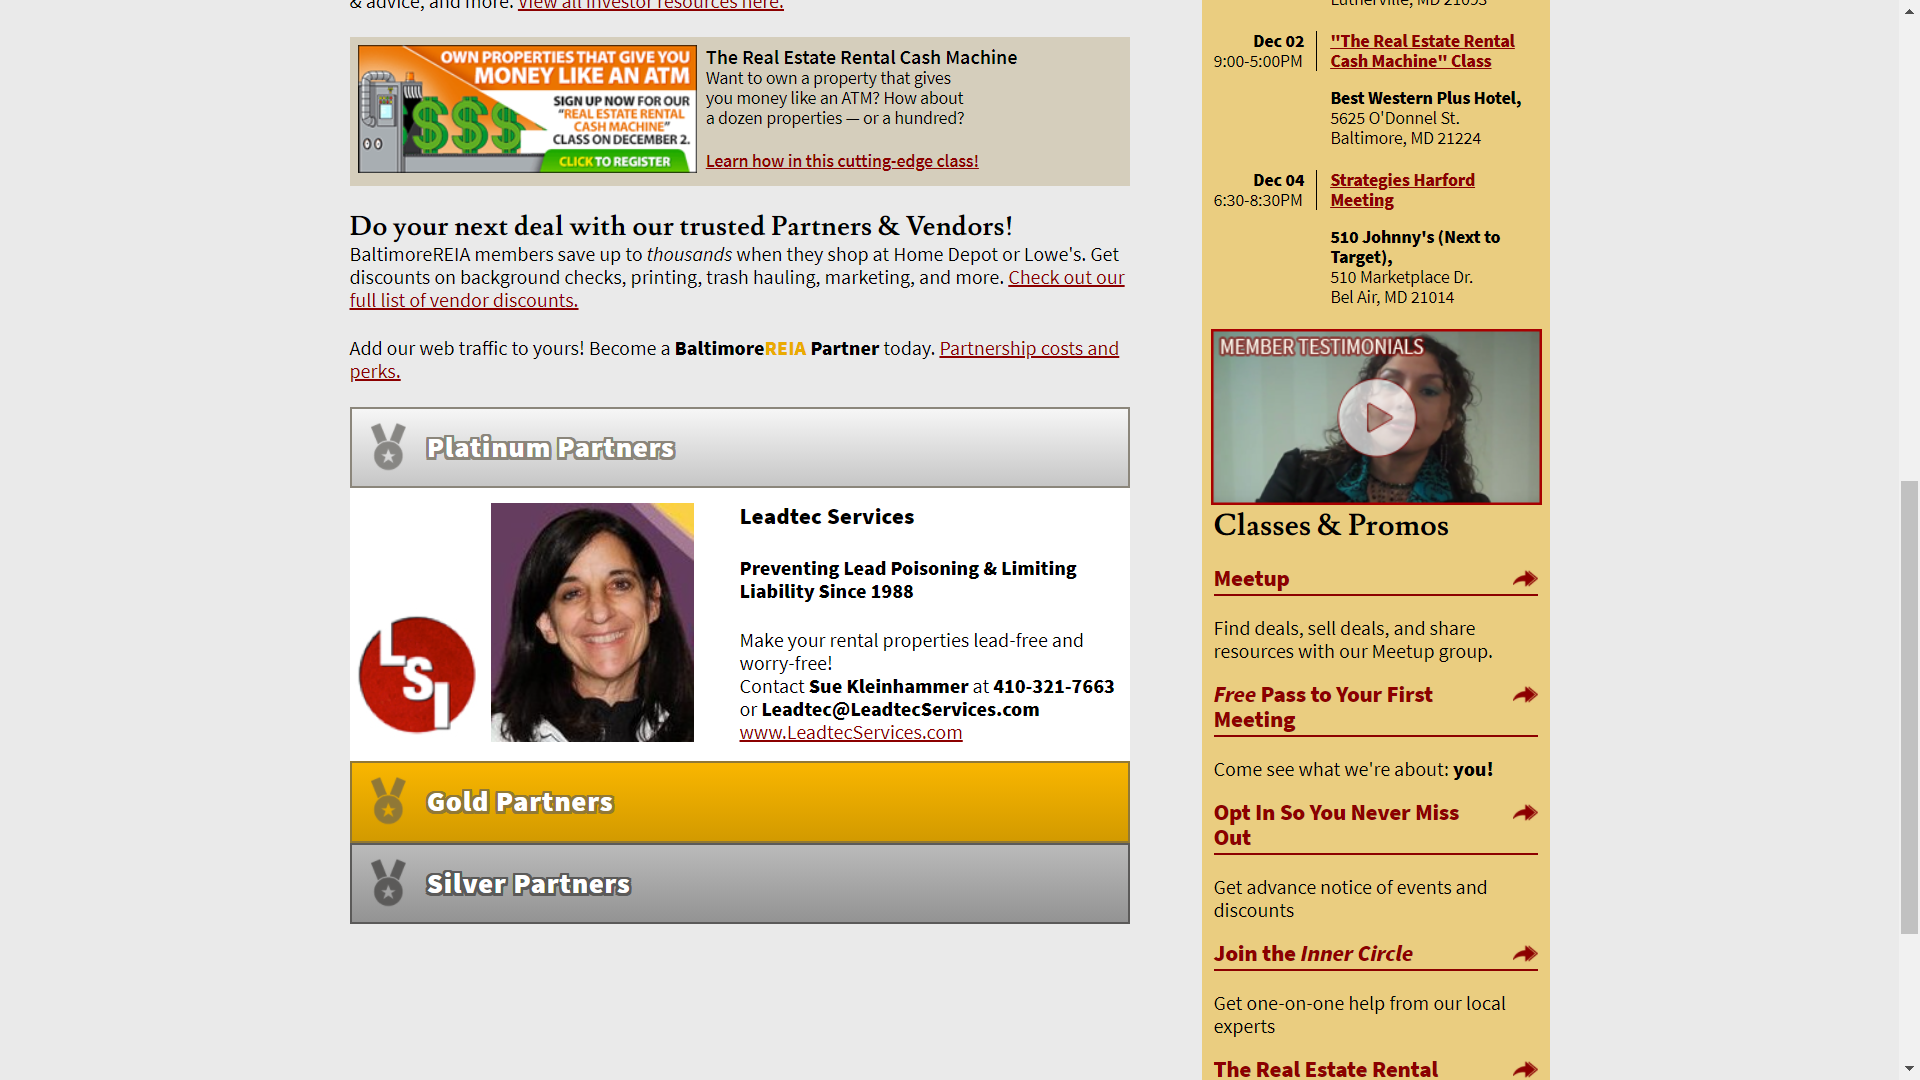 & advice, and more. View all investor resources here.
OWN PROPERTIES THAT GIVE YOU
MONEY LIKE AN ATM
SIGN UP NOW FOR OUR
"REAL ESTATE RENTAL
CASH MACHINE"
CLASS ON DECEMBER 2.
CLICK TO REGISTER
$$$
The Real Estate Rental Cash Machine
Want to own a property that gives
you money like an ATM? How about
a dozen properties — or a hundred?
Learn how in this cutting-edge class!
Do your next deal with our trusted Partners & Vendors!
BaltimoreREIA members save up to thousands when they shop at Home Depot or Lowe's. Get
discounts on background checks, printing, trash hauling, marketing, and more. Check out our
full list of vendor discounts.
Add our web traffic to yours! Become a BaltimoreREIA Partner today. Partnership costs and
perks.
Platinum Partners
LSI
Leadtec Services
Preventing Lead Poisoning & Limiting
Liability Since 1988
Make your rental properties lead-free and
worry-free!
Contact Sue Kleinhammer at 410-321-7663
or Leadtec@LeadtecServices.com
www.LeadtecServices.com
Gold Partners
Silver Partners
Lutherville, MD 21093
Dec 02
9:00-5:00PM
"The Real Estate Rental
Cash Machine" Class
Best Western Plus Hotel,
5625 O'Donnel St.
Baltimore, MD 21224
Dec 04
6:30-8:30PM
Strategies Harford
Meeting
510 Johnny's (Next to
Target),
510 Marketplace Dr.
Bel Air, MD 21014
MEMBER TESTIMONIALS
Classes & Promos
Meetup
Find deals, sell deals, and share
resources with our Meetup group.
Free Pass to Your First
Meeting
Come see what we're about: you!
Opt In So You Never Miss
Out
Get advance notice of events and
discounts
Join the Inner Circle
Get one-on-one help from our local
experts
The Real Estate Rental